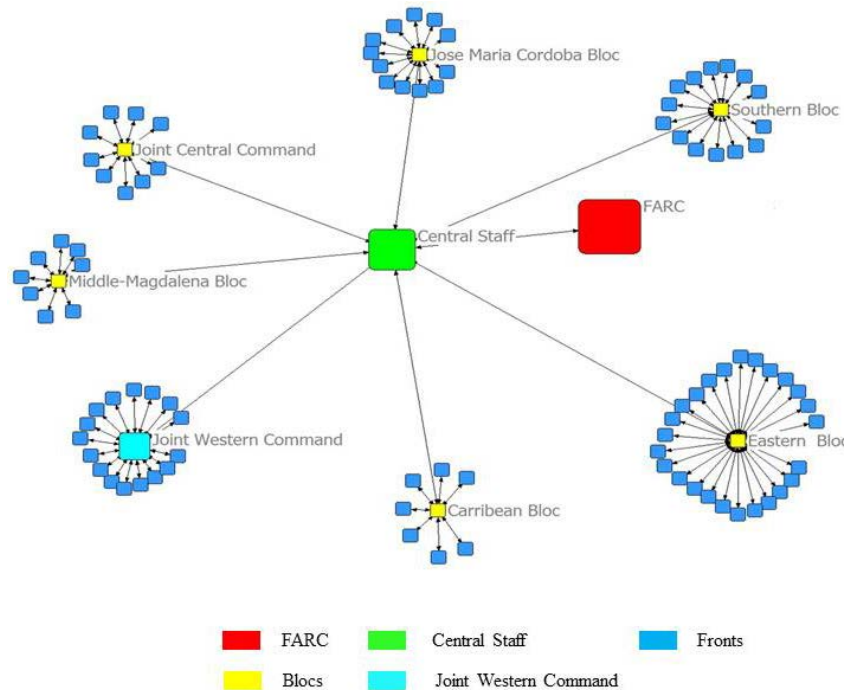 Jose Maria Cordoba Bloc
Southern Bloc
Joint Central Command
FARC
Central Staff
Middle-Magdalena Bloc
Joint Western Command
Eastern Bloc
Carribean Bloc
FARC Central Staff Fronts
Blocs Joint Western Command